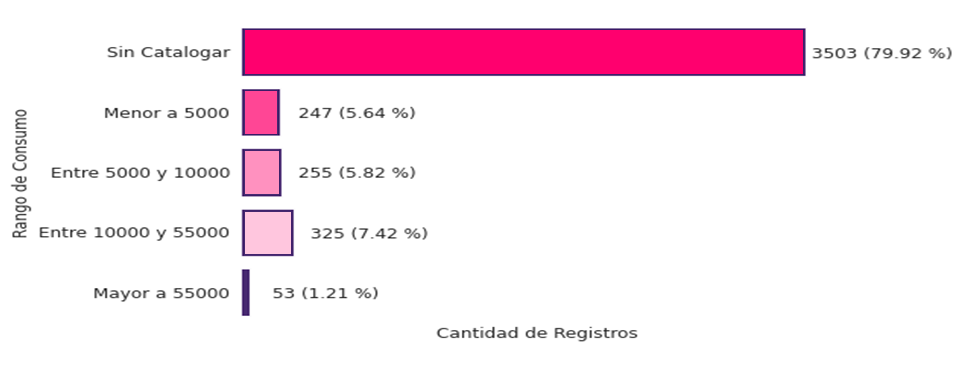 Rango de Consumo
Sin Catalogar 3503 (79.92 %)
Menor a 5000 247 (5.64 %)
Entre 5000 y 10000 255 (5.82 %)
Entre 10000 y 55000 325 (7.42 %)
Mayor a 55000 53 (1.21 %)
Cantidad de Registros